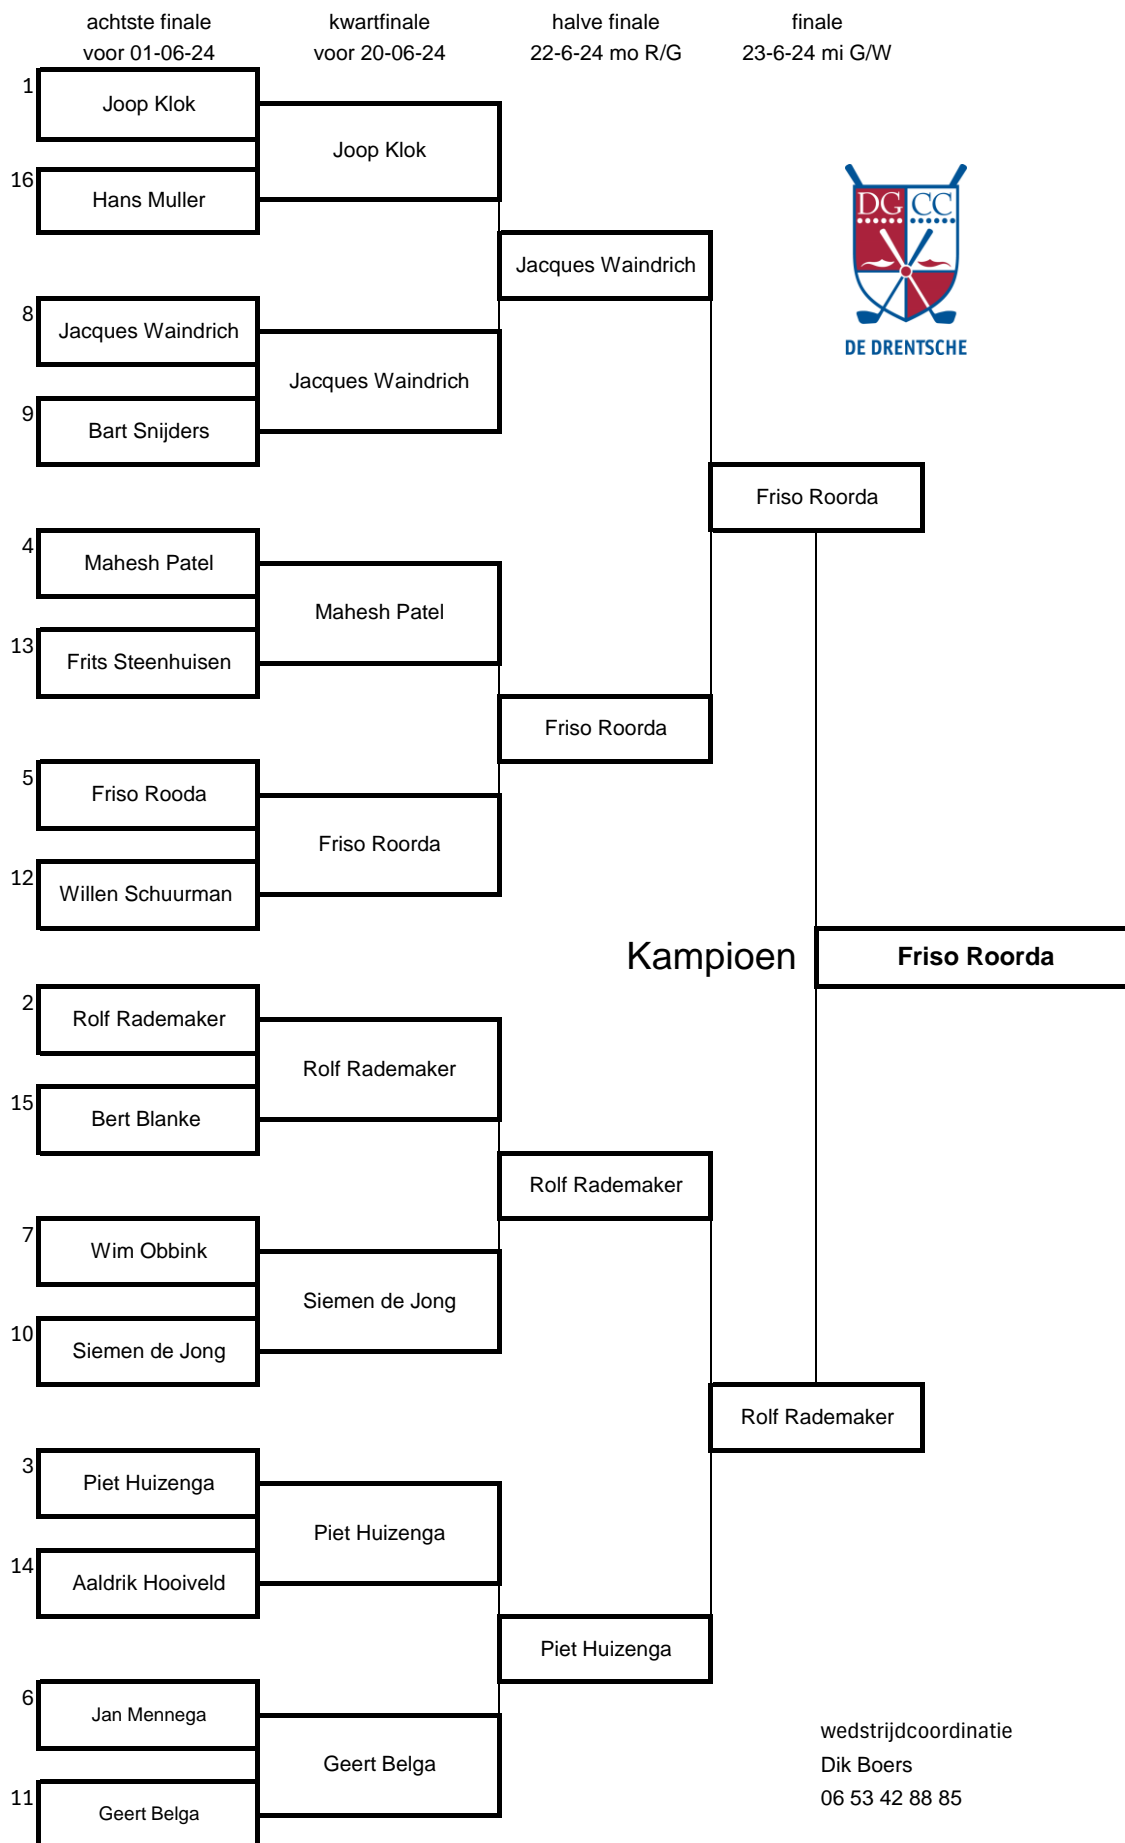 achtste finale
voor 01-06-24
kwartfinale
voor 20-06-24
halve finale
22-6-24 mo R/G
finale
23-6-24 mi G/W
1
Joop Klok
Joop Klok
16
Hans Muller
DG CC
DE DRENTSCHE
Jacques Waindrich
8
Jacques Waindrich
Jacques Waindrich
9
Bart Snijders
Friso Roorda
4
Mahesh Patel
Mahesh Patel
13
Frits Steenhuisen
Friso Roorda
5
Friso Rooda
Friso Roorda
12
Willen Schuurman
Kampioen
Friso Roorda
2
Rolf Rademaker
Rolf Rademaker
15
Bert Blanke
Rolf Rademaker
7
Wim Obbink
Siemen de Jong
10
Siemen de Jong
Rolf Rademaker
3
Piet Huizenga
Piet Huizenga
14
Aaldrik Hooiveld
Piet Huizenga
6
Jan Mennega
Geert Belga
11
Geert Belga
wedstrijdcoordinatie
Dik Boers
06 53 42 88 85